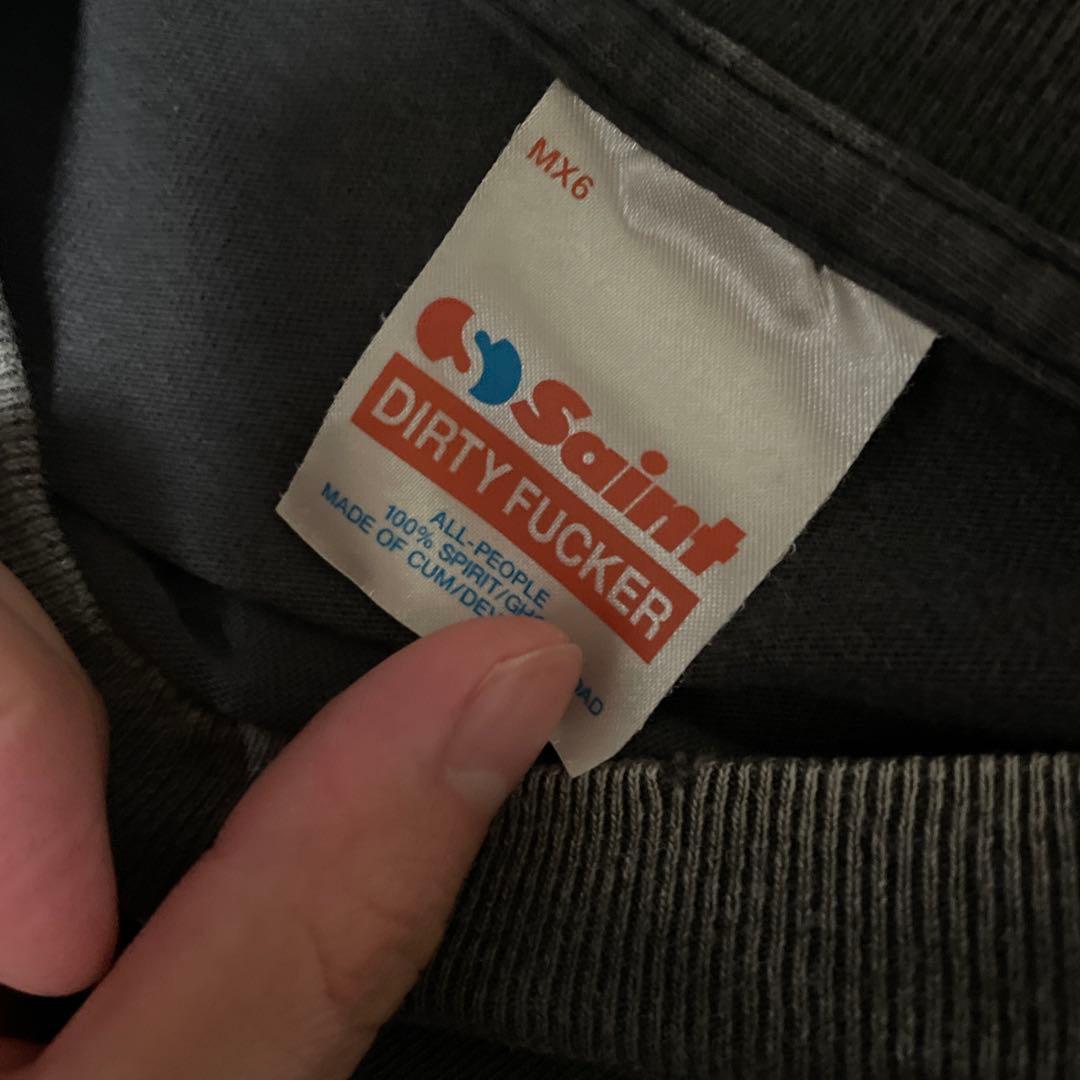 MX6
Saint
DIRTY FUCKER
ALL-PEOPLE
100% SPIRIT/
MADE OF CUM/